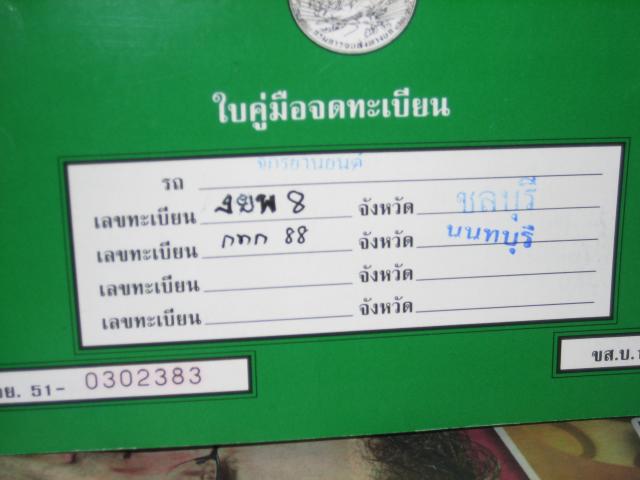 ใบคู่มือจดทะเบียน
รถ จักรยานยนต์
เลขทะเบียน งยพ 8 จังหวัด ชลบุรี
เลขทะเบียน กทก 88 จังหวัด นนทบุรี
เลขทะเบียน จังหวัด
เลขทะเบียน จังหวัด
ย. 51- 0302383
ขส.บ.